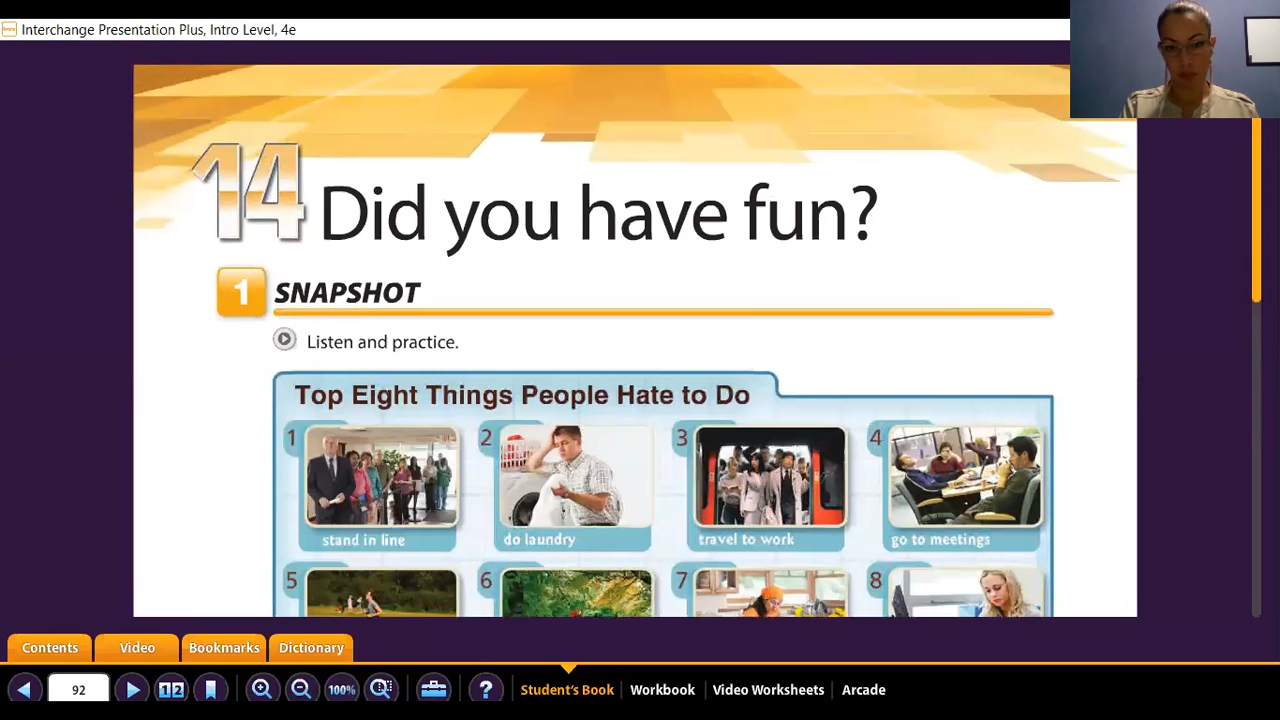 Interchange Presentation Plus, Intro Level, 4e
14 Did you have fun?
1 SNAPSHOT
Listen and practice.
Top Eight Things People Hate to Do
1 2 3 4
stand in line do laundry travel to work go to meetings
5 6 7 8
Contents Video Bookmarks Dictionary
92 12 100% ? Student's Book Workbook Video Worksheets Arcade